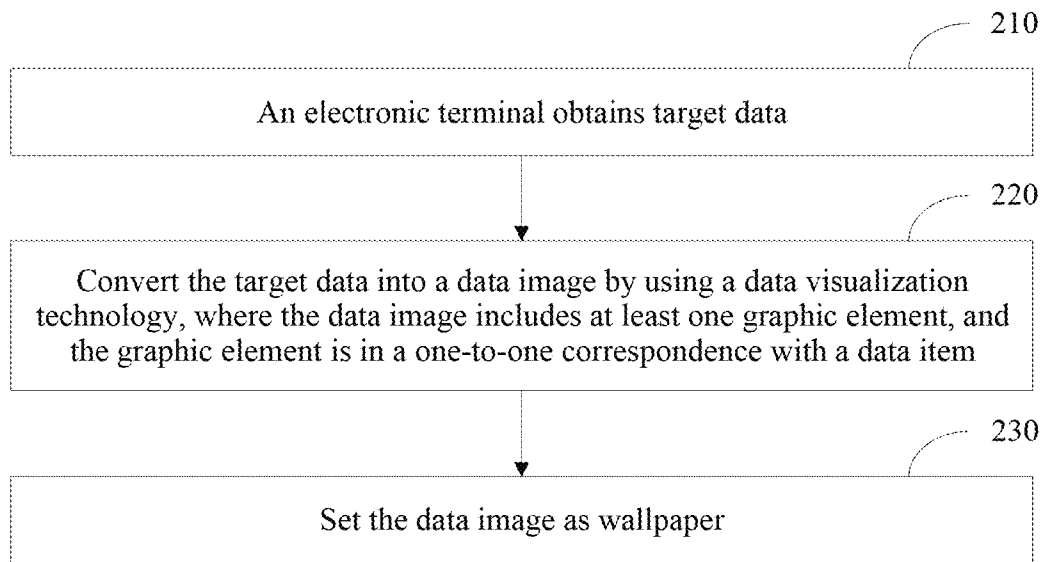 210
An electronic terminal obtains target data
220
Convert the target data into a data image by using a data visualization
technology, where the data image includes at least one graphic element, and
the graphic element is in a one-to-one correspondence with a data item
230
Set the data image as wallpaper